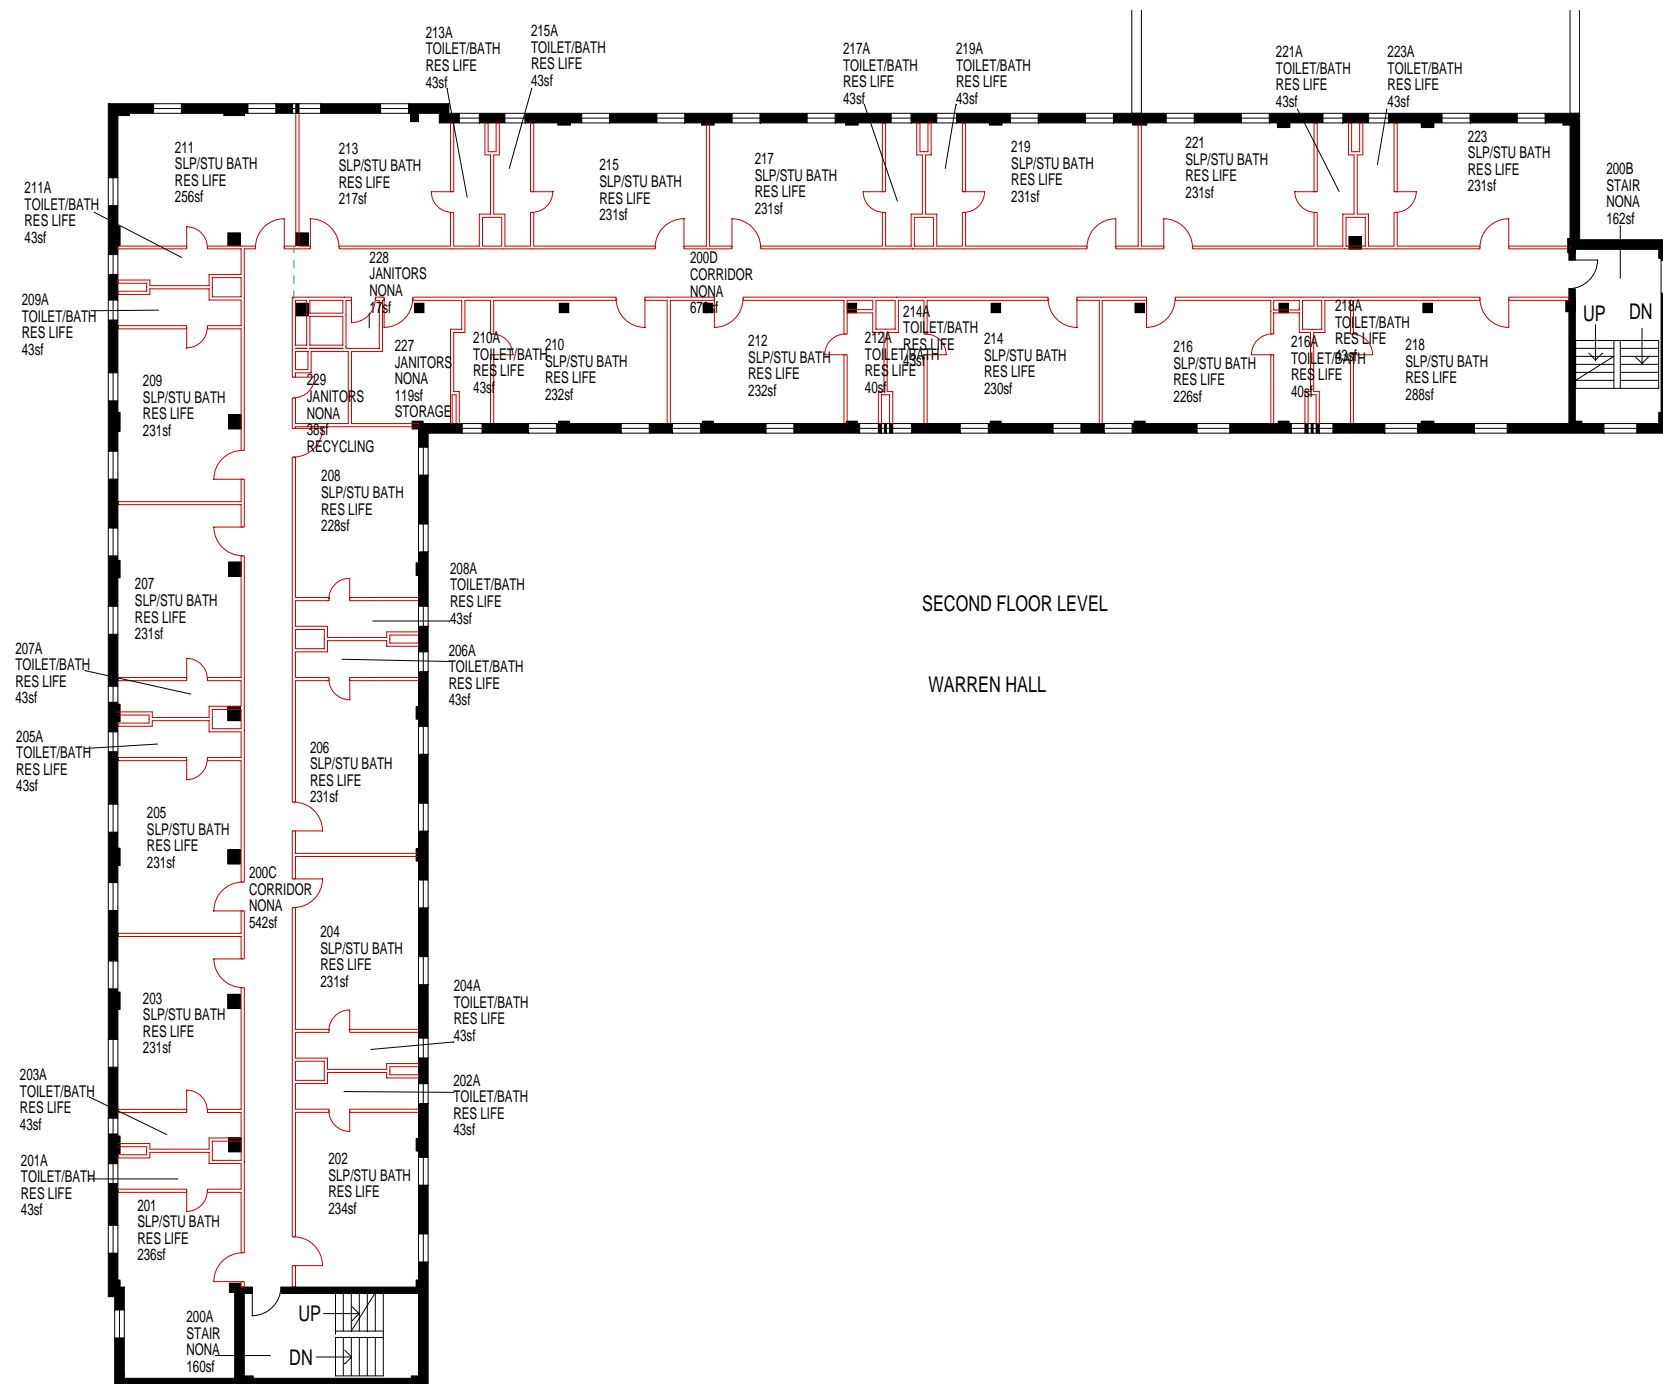 213A
TOILET/BATH
RES LIFE
43sf
215A
TOILET/BATH
RES LIFE
43sf
217A
TOILET/BATH
RES LIFE
43sf
219A
TOILET/BATH
RES LIFE
43sf
221A
TOILET/BATH
RES LIFE
43sf
223A
TOILET/BATH
RES LIFE
43sf
211
SLP/STU BATH
RES LIFE
256sf
213
SLP/STU BATH
RES LIFE
217sf
215
SLP/STU BATH
RES LIFE
231sf
217
SLP/STU BATH
RES LIFE
231sf
219
SLP/STU BATH
RES LIFE
231sf
221
SLP/STU BATH
RES LIFE
231sf
223
SLP/STU BATH
RES LIFE
231sf
200B
STAIR
NONA
162sf
211A
TOILET/BATH
RES LIFE
43sf
209A
TOILET/BATH
RES LIFE
43sf
228
JANITORS
NONA
17sf
200D
CORRIDOR
NONA
UP
DN
209
SLP/STU BATH
RES LIFE
231sf
229
JANITORS
NONA
38sf
RECYCLING
227
JANITORS
NONA
119sf
STORAGE
210A
TOILET/BATH
RES LIFE
43sf
210
SLP/STU BATH
RES LIFE
232sf
212
SLP/STU BATH
RES LIFE
232sf
212A
TOILET/BATH
RES LIFE
40sf
214A
TOILET/BATH
RES LIFE
43sf
214
SLP/STU BATH
RES LIFE
230sf
216
SLP/STU BATH
RES LIFE
226sf
216A
TOILET/BATH
RES LIFE
40sf
218A
TOILET/BATH
RES LIFE
43sf
218
SLP/STU BATH
RES LIFE
288sf
208
SLP/STU BATH
RES LIFE
228sf
207
SLP/STU BATH
RES LIFE
231sf
208A
TOILET/BATH
RES LIFE
43sf
206A
TOILET/BATH
RES LIFE
43sf
SECOND FLOOR LEVEL
WARREN HALL
207A
TOILET/BATH
RES LIFE
43sf
205A
TOILET/BATH
RES LIFE
43sf
206
SLP/STU BATH
RES LIFE
231sf
205
SLP/STU BATH
RES LIFE
231sf
200C
CORRIDOR
NONA
542sf
204
SLP/STU BATH
RES LIFE
231sf
203
SLP/STU BATH
RES LIFE
231sf
204A
TOILET/BATH
RES LIFE
43sf
202A
TOILET/BATH
RES LIFE
43sf
203A
TOILET/BATH
RES LIFE
43sf
201A
TOILET/BATH
RES LIFE
43sf
202
SLP/STU BATH
RES LIFE
234sf
201
SLP/STU BATH
RES LIFE
236sf
200A
STAIR
NONA
160sf
UP
DN